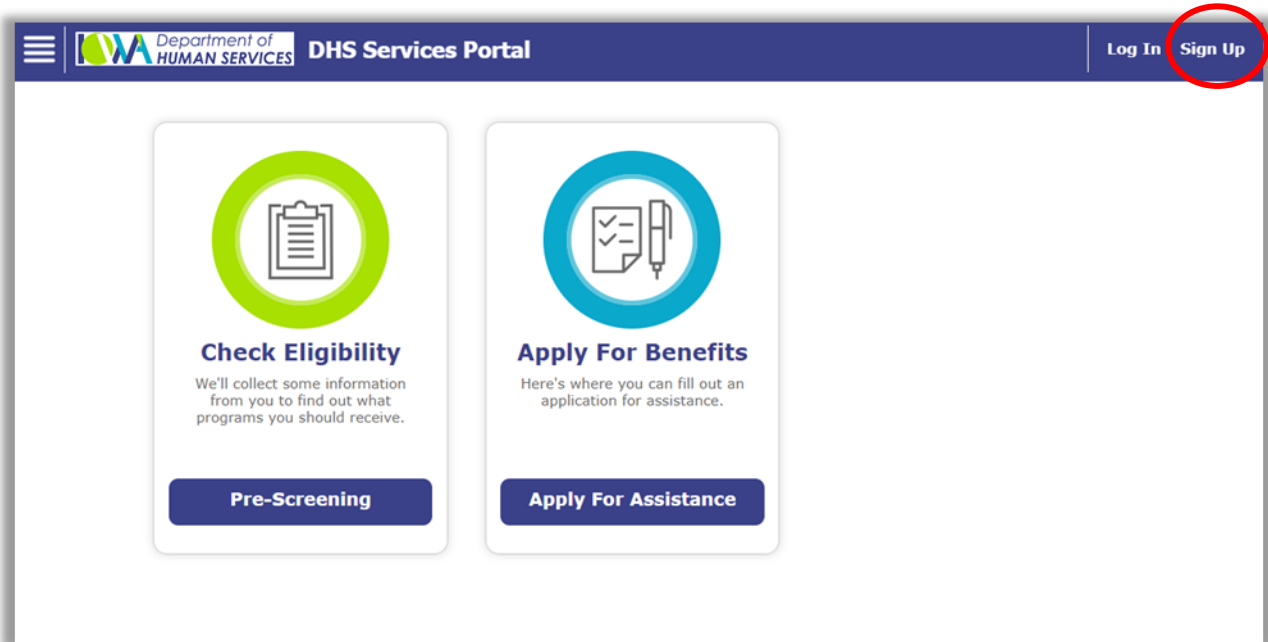 IOWA Department of
HUMAN SERVICES
DHS Services Portal
Log In
Sign Up
Check Eligibility
We'll collect some information
from you to find out what
programs you should receive.
Pre-Screening
Apply For Benefits
Here's where you can fill out an
application for assistance.
Apply For Assistance